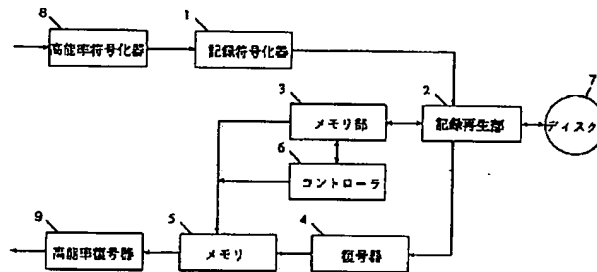 8
高能率符号化器
1
記録符号化器
3
メモリ部
2
記録再生部
7
ディスク
6
コントローラ
9
高能率復号器
5
メモリ
4
復号器